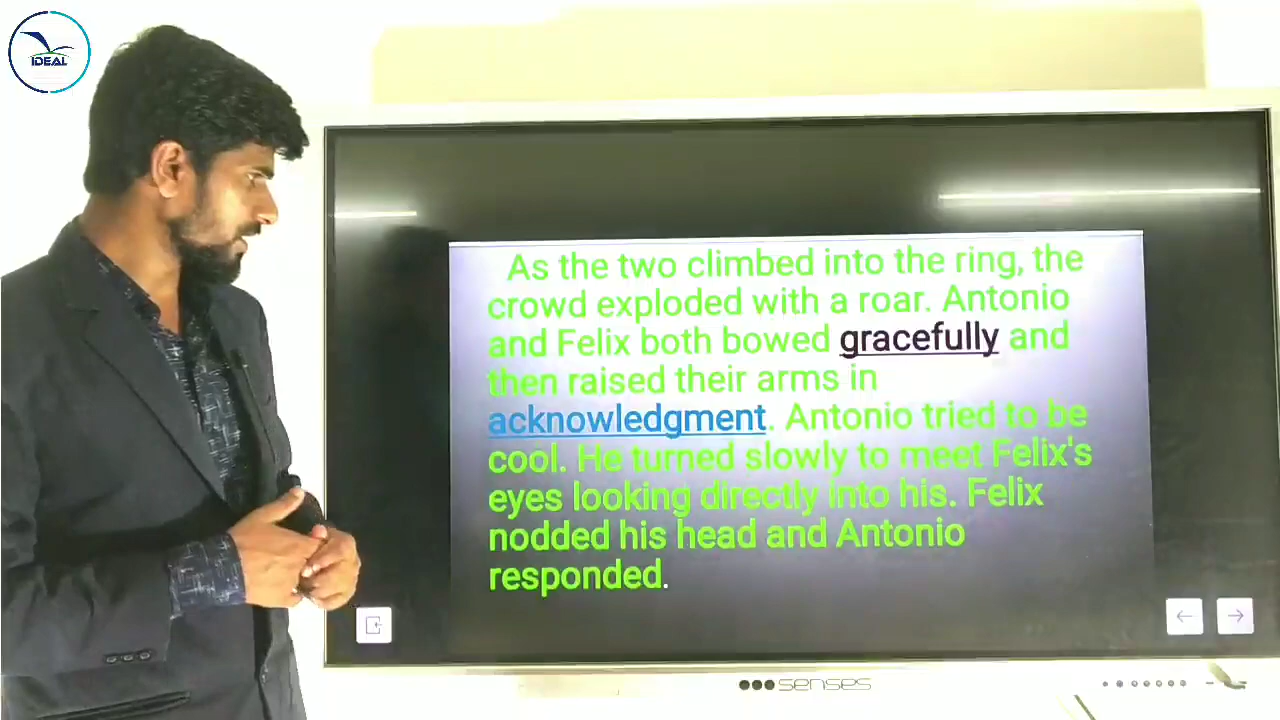 IDEAL
As the two climbed into the ring, the
crowd exploded with a roar. Antonio
and Felix both bowed gracefully and
then raised their arms in
acknowledgment. Antonio tried to be
cool. He turned slowly to meet Felix's
eyes looking directly into his. Felix
nodded his head and Antonio
responded.
senses